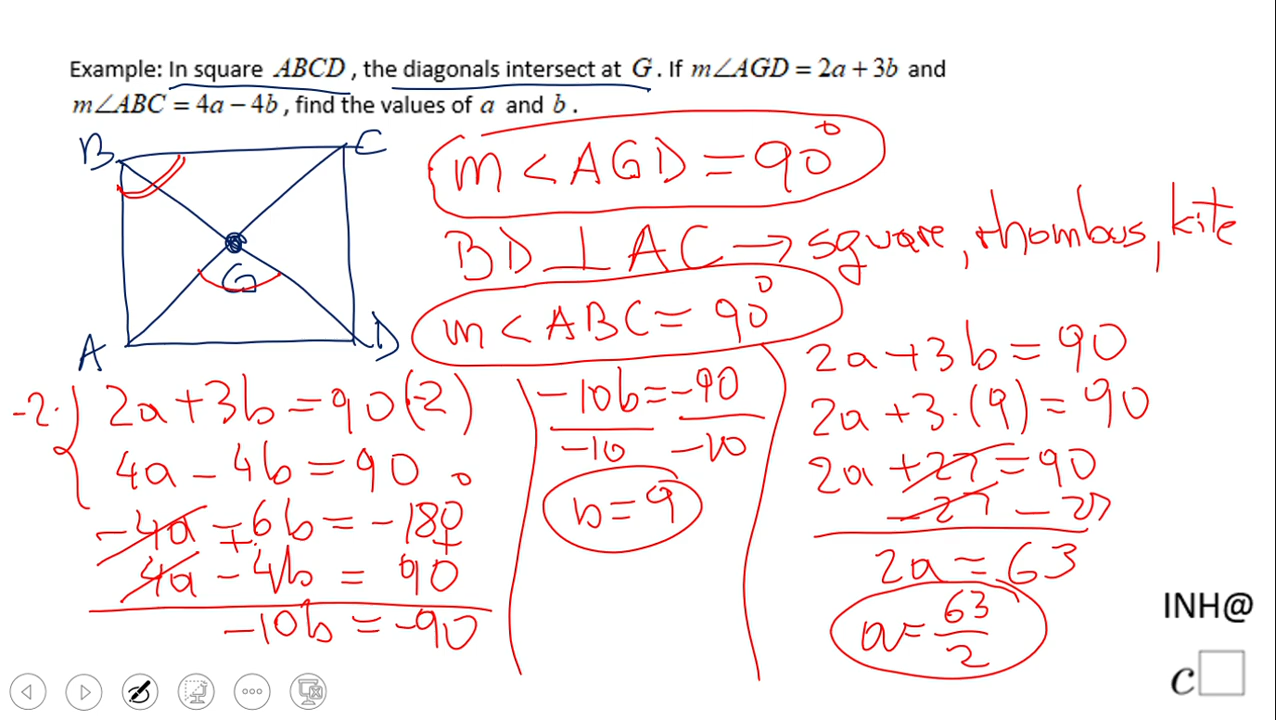 Example: In square ABCD, the diagonals intersect at G. If m∠AGD = 2a + 3b and
m∠ABC = 4a − 4b, find the values of a and b.
B C
G
A D
m<AGD = 90°
BD ⊥ AC → square, rhombus, kite
m<ABC = 90°
-2· { 2a + 3b = 90 (-2)
4a - 4b = 90
-4a + -6b = -180
+
4a - 4b = 90
-10b = -90
-10b = -90
-10 -10
b = 9
2a + 3b = 90
2a + 3·(9) = 90
2a + 27 = 90
-27 -27
2a = 63
a = 63/2
INH@
c